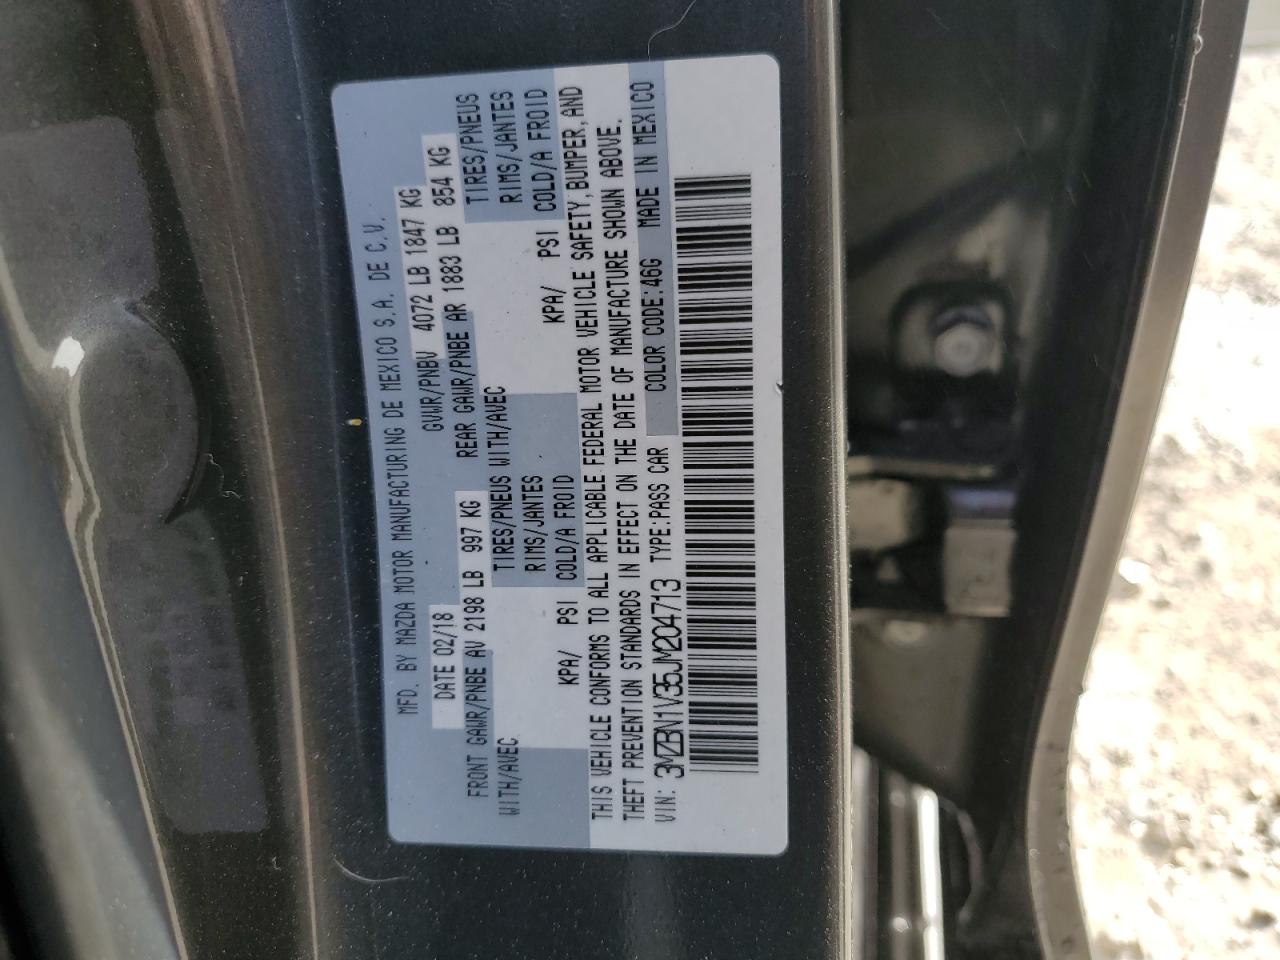 MFD. BY MAZDA MOTOR MANUFACTURING DE MEXICO S.A. DE C.V.
DATE 02/18 GVWR/PNBV 4072 LB 1847 KG
FRONT GAWR/PNBE AV 2198 LB 997 KG REAR GAWR/PNBE AR 1883 LB 854 KG
WITH/AVEC TIRES/PNEUS WITH/AVEC TIRES/PNEUS
RIMS/JANTES RIMS/JANTES
KPA/ PSI COLD/A FROID KPA/ PSI COLD/A FROID
THIS VEHICLE CONFORMS TO ALL APPLICABLE FEDERAL MOTOR VEHICLE SAFETY, BUMPER, AND
THEFT PREVENTION STANDARDS IN EFFECT ON THE DATE OF MANUFACTURE SHOWN ABOVE.
VIN: 3MZBN1V35JM204713 TYPE:PASS CAR COLOR CODE:46G MADE IN MEXICO